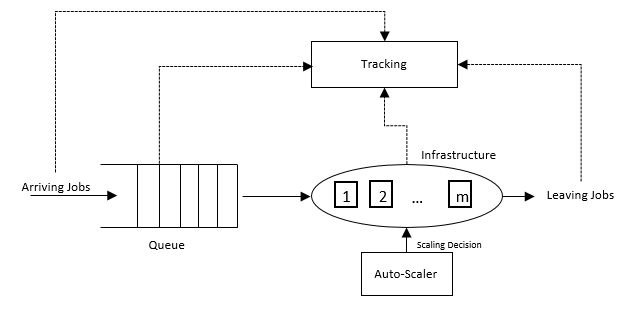 Tracking
Infrastructure
Arriving Jobs
1
2
...
m
Leaving Jobs
Queue
Scaling Decision
Auto-Scaler